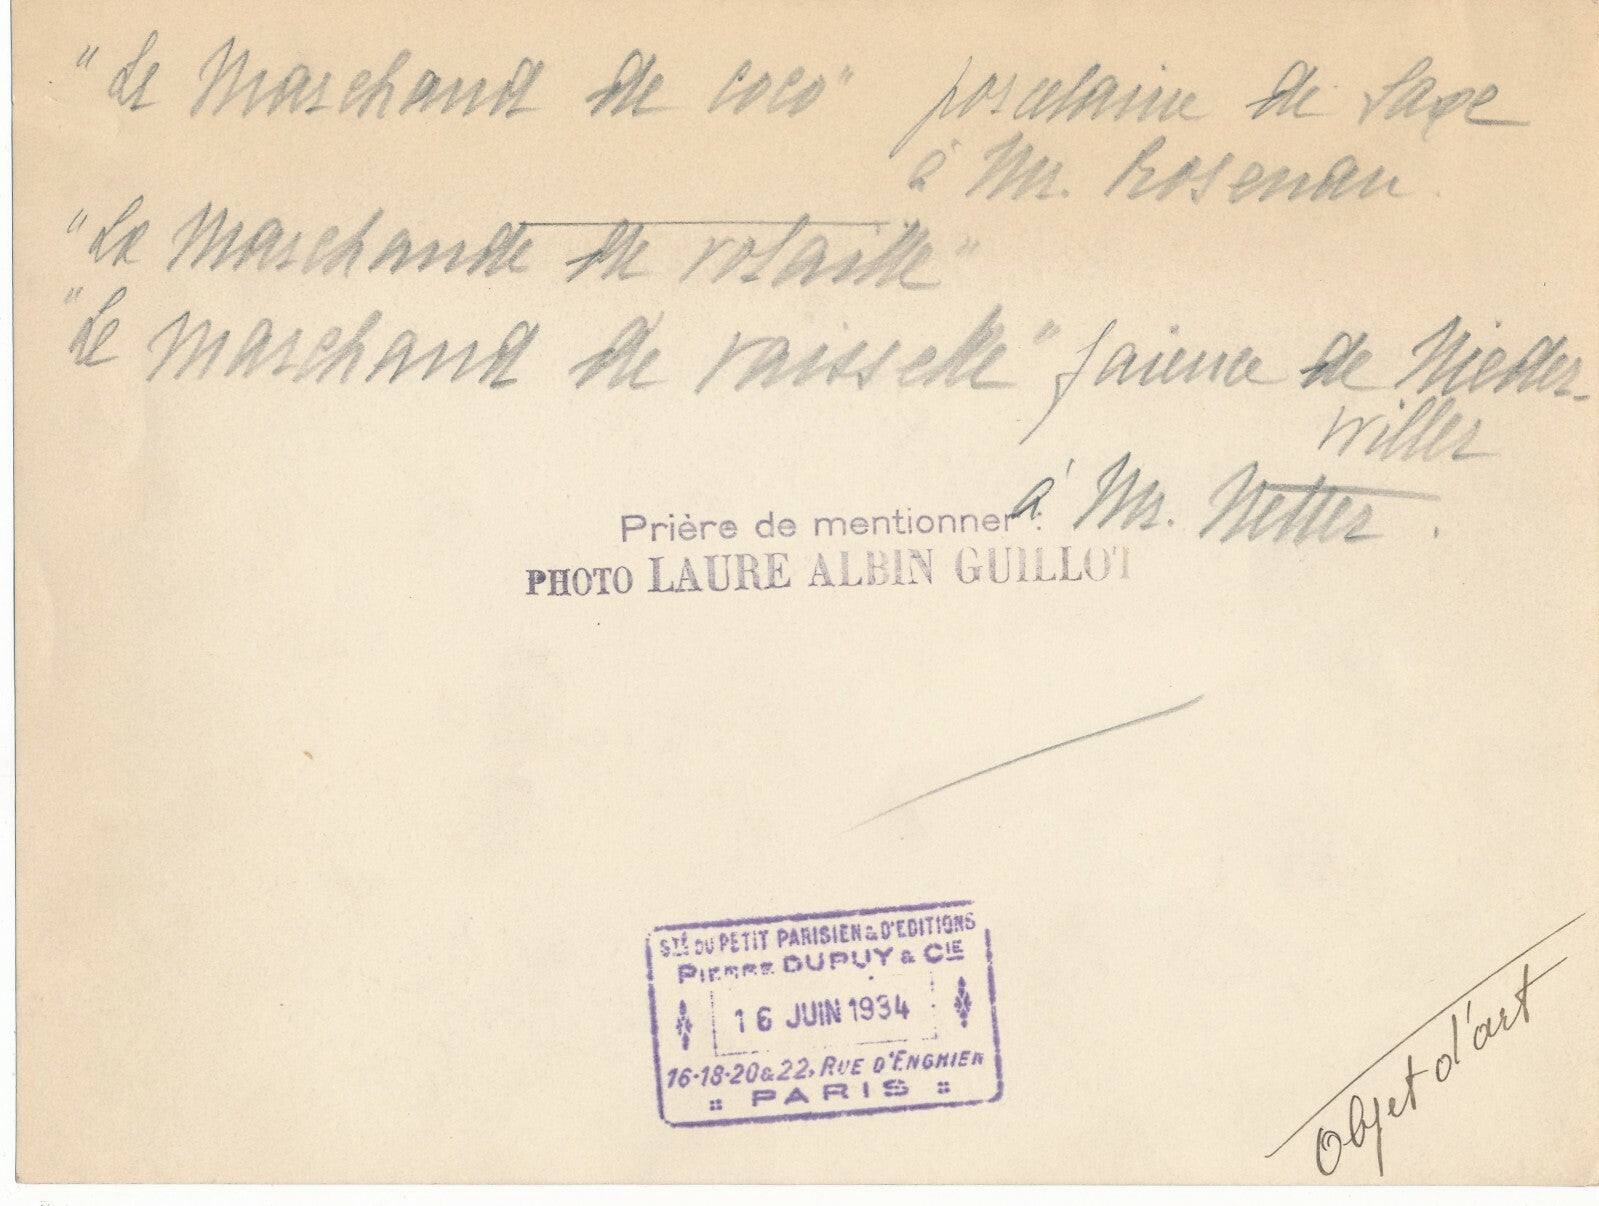 "Le Marchand de coco" porcelaine de Saxe
à Mr. Rosenau.
"La Marchande de volaille"
"Le Marchand de vaisselle" faience de Nieder-
willer
à Mr. Netter.
Prière de mentionner :
PHOTO LAURE ALBIN GUILLOT
STÉ DU PETIT PARISIEN & D'EDITIONS
PIERRE DUPUY & CIE
16 JUIN 1934
16-18-20 & 22, RUE D'ENGHIEN
:: PARIS ::
Objet d'art